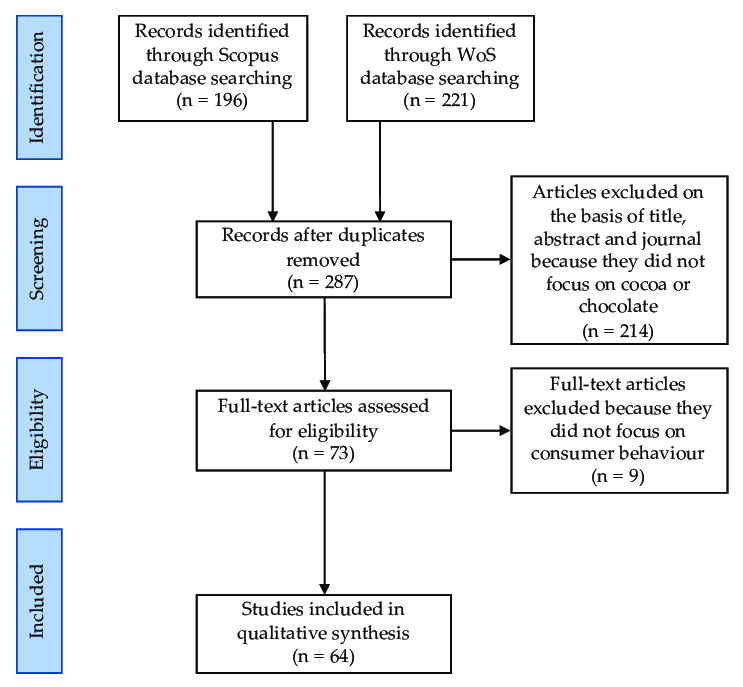 Identification
Records identified
through Scopus
database searching
(n = 196)
Records identified
through WoS
database searching
(n = 221)
Screening
Records after duplicates
removed
(n = 287)
Articles excluded on
the basis of title,
abstract and journal
because they did not
focus on cocoa or
chocolate
(n = 214)
Eligibility
Full-text articles assessed
for eligibility
(n = 73)
Full-text articles
excluded because they
did not focus on
consumer behaviour
(n = 9)
Included
Studies included in
qualitative synthesis
(n = 64)